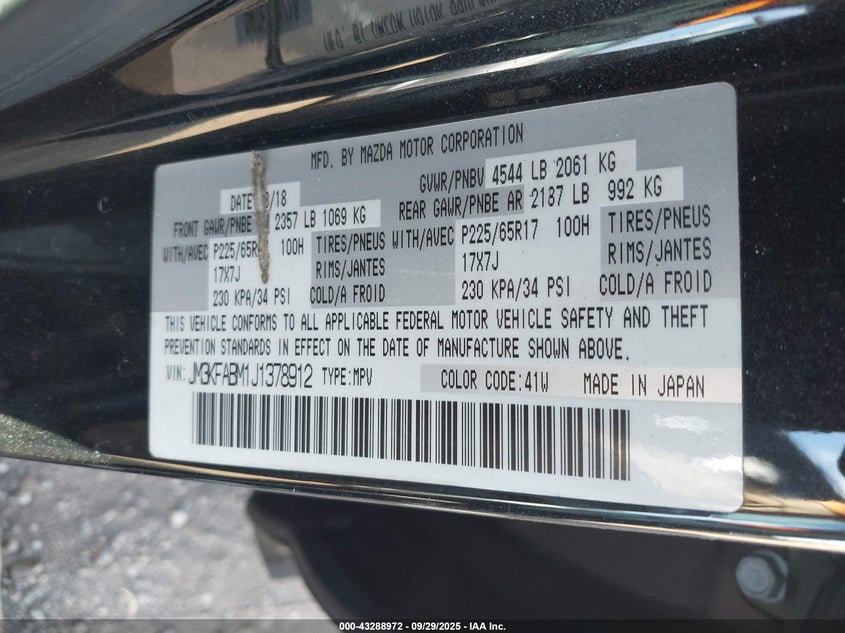 MFD. BY MAZDA MOTOR CORPORATION
DATE /18 GVWR/PNBV 4544 LB 2061 KG
FRONT GAWR/PNBE 2357 LB 1069 KG REAR GAWR/PNBE AR 2187 LB 992 KG
WITH/AVEC P225/65R 100H TIRES/PNEUS WITH/AVEC P225/65R17 100H TIRES/PNEUS
17X7J RIMS/JANTES 17X7J RIMS/JANTES
230 KPA/34 PSI COLD/A FROID 230 KPA/34 PSI COLD/A FROID
THIS VEHICLE CONFORMS TO ALL APPLICABLE FEDERAL MOTOR VEHICLE SAFETY AND THEFT
PREVENTION STANDARDS IN EFFECT ON THE DATE OF MANUFACTURE SHOWN ABOVE.
VIN: JM3KFABM1J1378912 TYPE:MPV COLOR CODE:41W MADE IN JAPAN
000-43288972 / 09/29/2025 - IAA Inc.